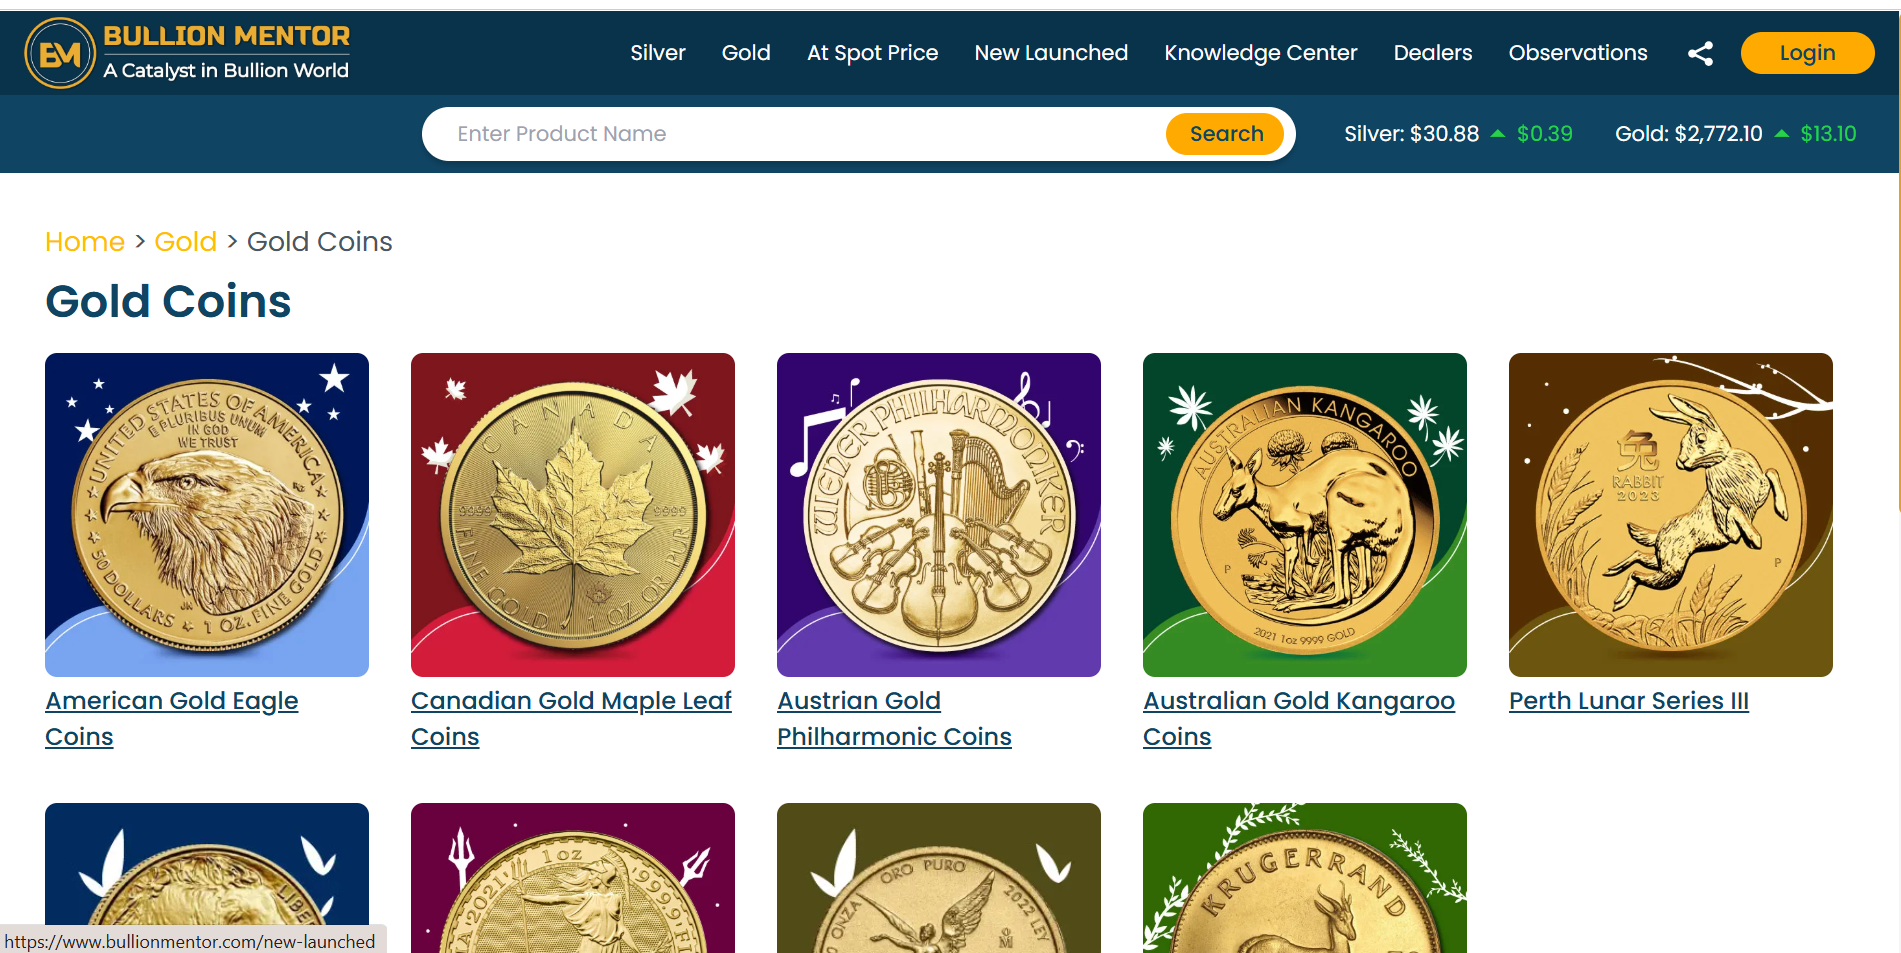 BM
BULLION MENTOR
A Catalyst in Bullion World
Silver
Gold
At Spot Price
New Launched
Knowledge Center
Dealers
Observations
Login
Enter Product Name
Search
Silver: $30.88 $0.39
Gold: $2,772.10 $13.10
Home > Gold > Gold Coins
Gold Coins
UNITED STATES OF AMERICA
E PLURIBUS UNUM
IN GOD
WE TRUST
50 DOLLARS 1 OZ. FINE GOLD
CANADA
9999 9999
FINE GOLD 1 OZ OR PUR
WIENER PHILHARMONIKER
AUSTRALIAN KANGAROO
P
2021 1oz 9999 GOLD
兔
RABBIT
2023
P
American Gold Eagle
Coins
Canadian Gold Maple Leaf
Coins
Austrian Gold
Philharmonic Coins
Australian Gold Kangaroo
Coins
Perth Lunar Series III
LIBE
2021 1oz 999.9 FI
ONZA ORO PURO 2022 LEY
KRUGERRAND
https://www.bullionmentor.com/new-launched